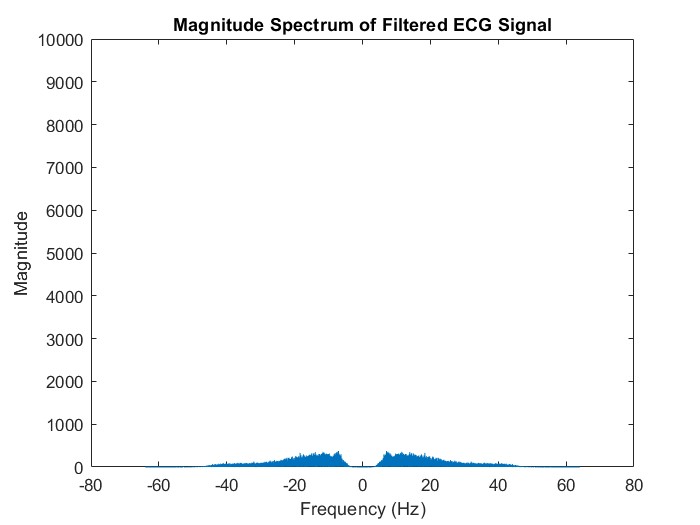 Magnitude Spectrum of Filtered ECG Signal
10000
9000
8000
7000
6000
5000
4000
3000
2000
1000
0
Magnitude
-80 -60 -40 -20 0 20 40 60 80
Frequency (Hz)